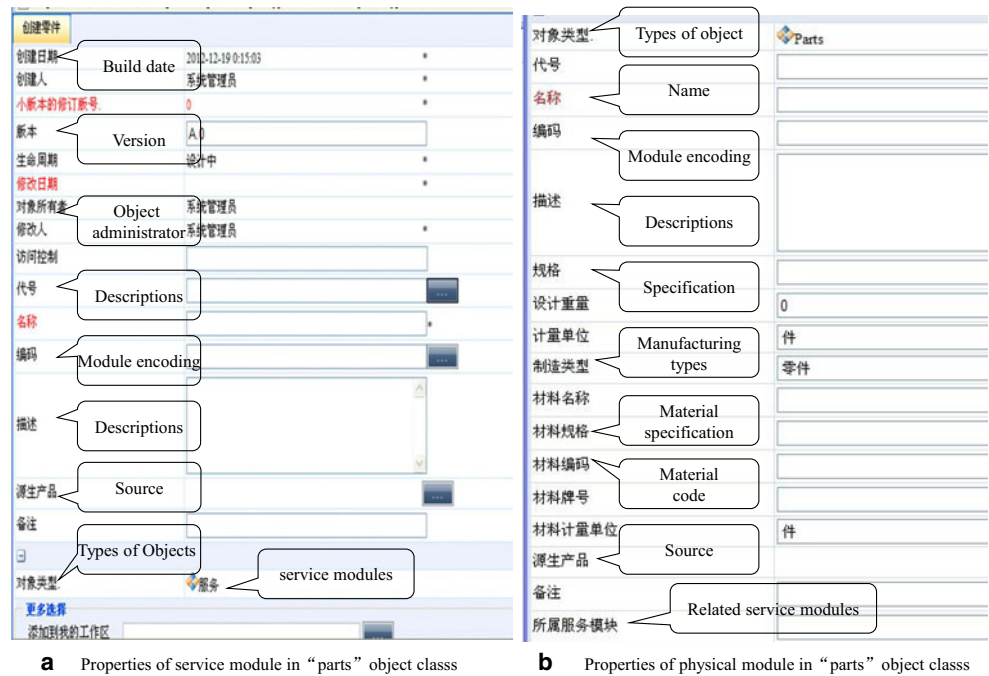 创建零件
创建日期
Build date
2012-12-19 0:15:03
*
创建人
系统管理员
*
小版本的修订版号:
0
*
版本
Version
A.0
生命周期
设计中
*
修改日期
*
对象所有者
Object
administrator
系统管理员
修改人
系统管理员
*
访问控制
代号
Descriptions
...
名称
*
编码
Module encoding
...
描述
Descriptions
源生产品
Source
...
备注
Types of Objects
对象类型:
服务
service modules
更多选择
添加到我的工作区
对象类型:
Types of object
Parts
代号
名称
Name
编码
Module encoding
描述
Descriptions
规格
Specification
设计重量
0
计量单位
件
Manufacturing
types
制造类型
零件
材料名称
Material
specification
材料规格
材料编码
Material
code
材料牌号
材料计量单位
件
源生产品
Source
备注
Related service modules
所属服务模块
a Properties of service module in “parts” object classs
b Properties of physical module in “parts” object classs